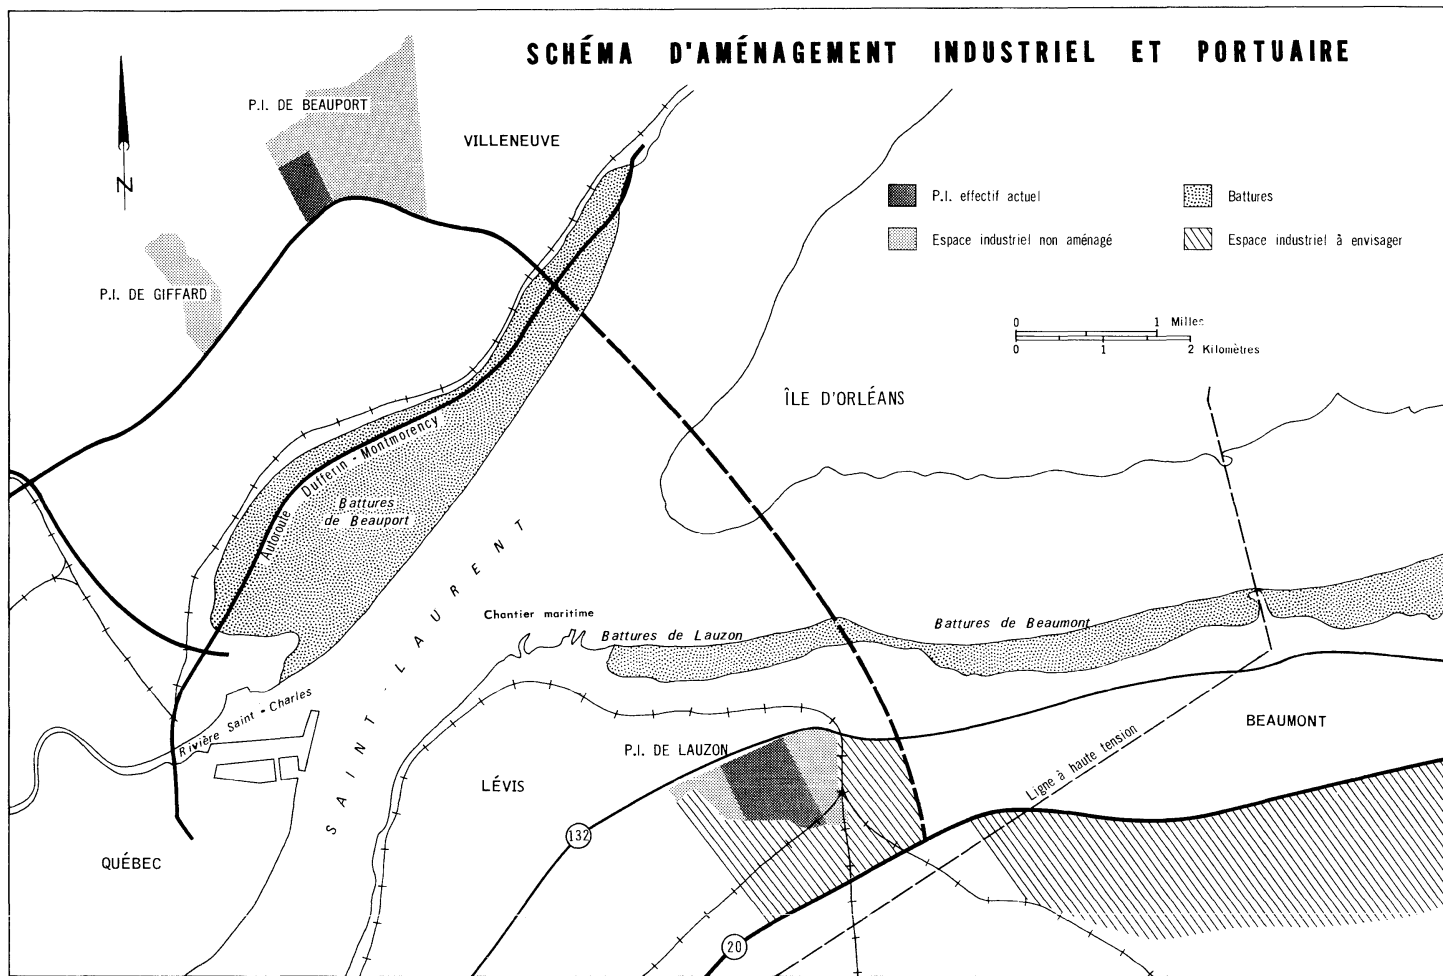 SCHÉMA D'AMÉNAGEMENT INDUSTRIEL ET PORTUAIRE
P.I. DE BEAUPORT
VILLENEUVE
N
P.I. effectif actuel
Battures
Espace industriel non aménagé
Espace industriel à envisager
P.I. DE GIFFARD
0 1 Milles
0 1 2 Kilomètres
ÎLE D'ORLÉANS
Autoroute Dufferin - Montmorency
Battures
de Beauport
SAINT-LAURENT
Chantier maritime
Battures de Lauzon
Battures de Beaumont
Rivière Saint-Charles
BEAUMONT
P.I. DE LAUZON
LÉVIS
Ligne à haute tension
132
QUÉBEC
20